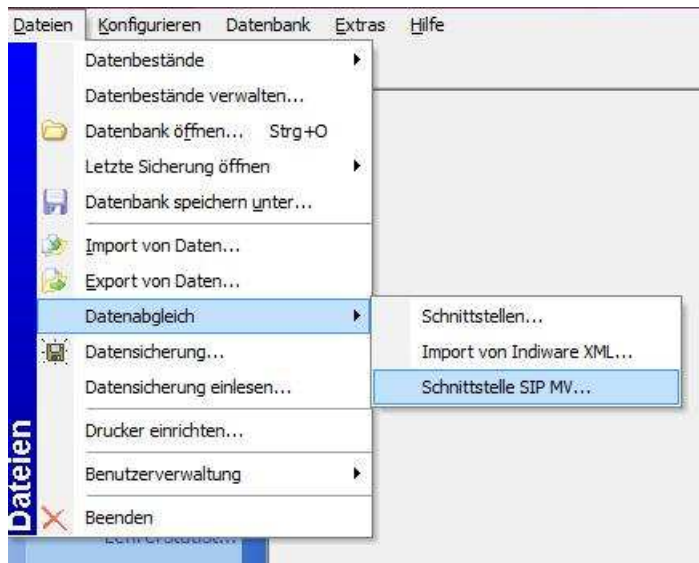 Dateien Konfigurieren Datenbank Extras Hilfe
Datenbestände
Datenbestände verwalten...
Datenbank öffnen... Strg+O
Letzte Sicherung öffnen
Datenbank speichern unter...
Import von Daten...
Export von Daten...
Datenabgleich
Schnittstellen...
Import von Indiware XML...
Schnittstelle SIP MV...
Datensicherung...
Datensicherung einlesen...
Drucker einrichten...
Benutzerverwaltung
Beenden
Dateien